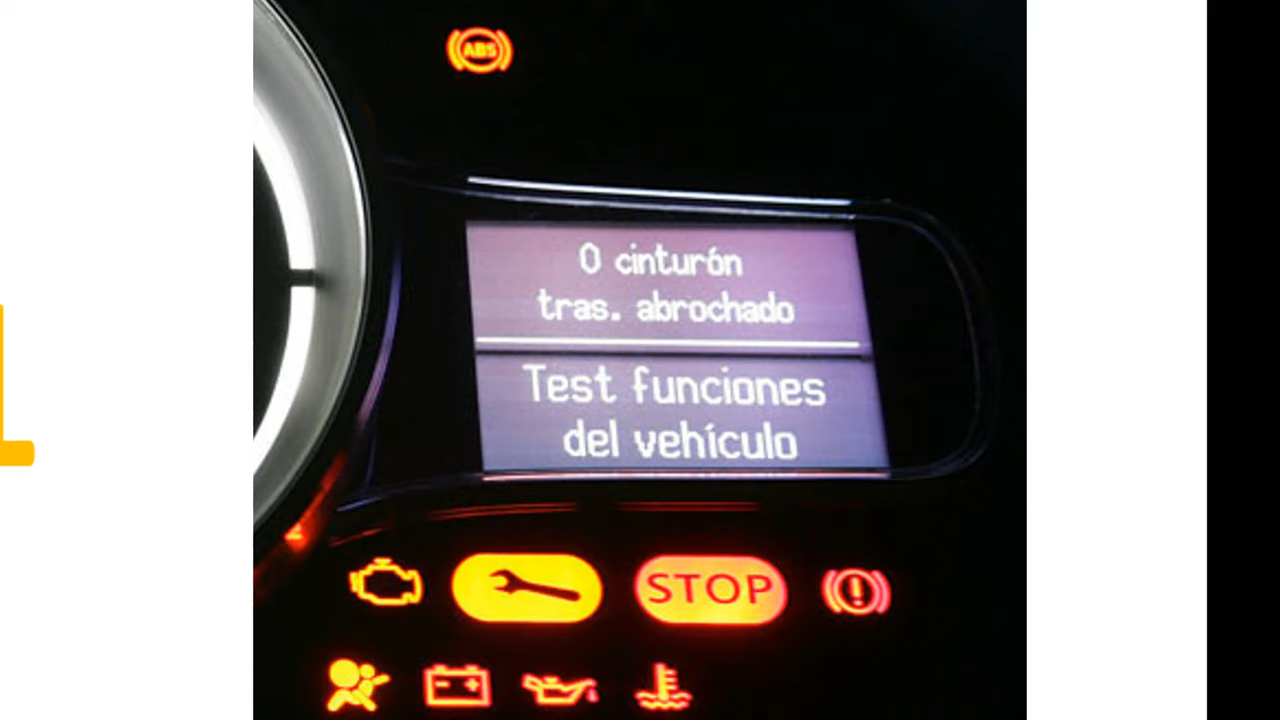 ABS
0 cinturón
tras. abrochado
Test funciones
del vehículo
STOP